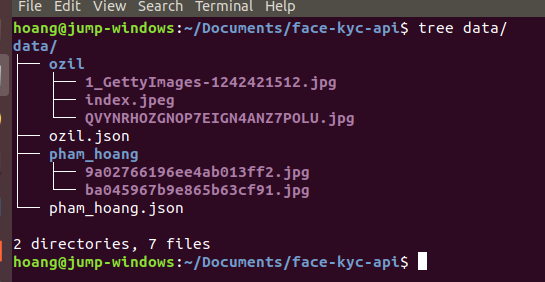 File Edit View Search Terminal Help
hoang@jump-windows:~/Documents/face-kyc-api$ tree data/
data/
├── ozil
│   ├── 1_GettyImages-1242421512.jpg
│   ├── index.jpeg
│   └── QVYNRHOZGNOP7EIGN4ANZ7POLU.jpg
├── ozil.json
├── pham_hoang
│   ├── 9a02766196ee4ab013ff2.jpg
│   └── ba045967b9e865b63cf91.jpg
└── pham_hoang.json
2 directories, 7 files
hoang@jump-windows:~/Documents/face-kyc-api$